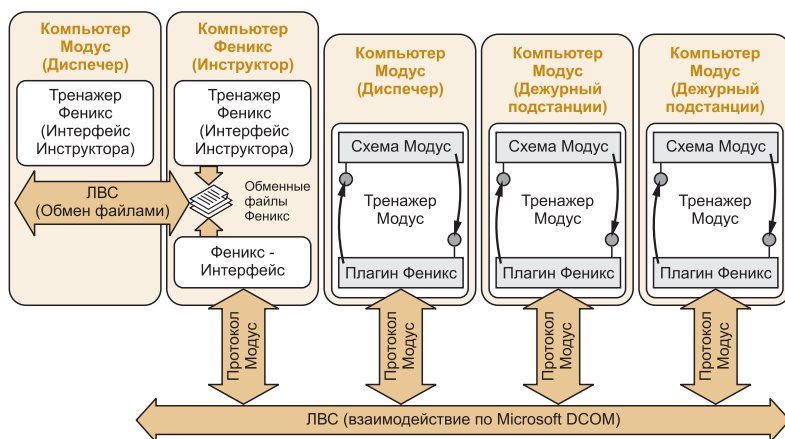 Компьютер
Модус
(Диспечер)
Тренажер
Феникс
(Интерфейс
Инструктора)
Компьютер
Феникс
(Инструктор)
Тренажер
Феникс
(Интерфейс
Инструктора)
ЛВС
(Обмен файлами)
Обменные
файлы
Феникс
Феникс -
Интерфейс
Компьютер
Модус
(Диспечер)
Схема Модус
Тренажер
Модус
Плагин Феникс
Компьютер
Модус
(Дежурный
подстанции)
Схема Модус
Тренажер
Модус
Плагин Феникс
Компьютер
Модус
(Дежурный
подстанции)
Схема Модус
Тренажер
Модус
Плагин Феникс
Протокол
Модус
Протокол
Модус
Протокол
Модус
Протокол
Модус
ЛВС (взаимодействие по Microsoft DCOM)